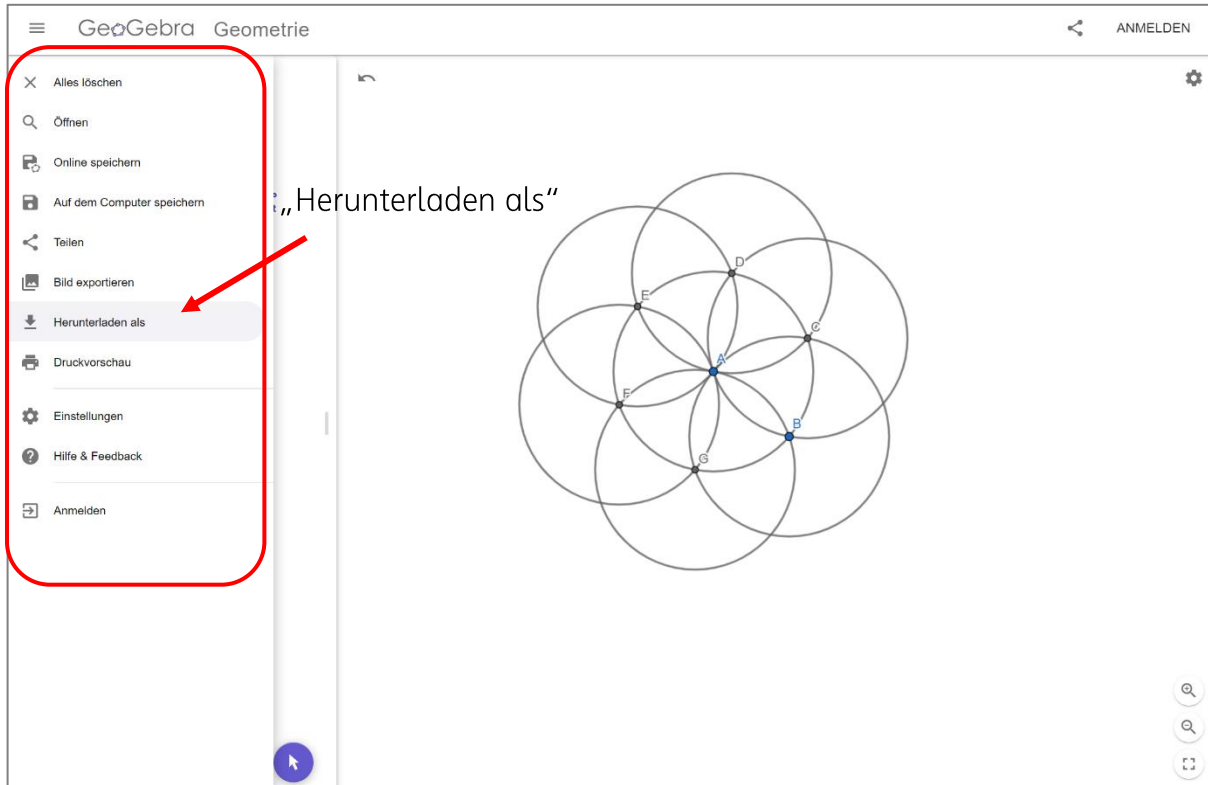 GeoGebra Geometrie
ANMELDEN
Alles löschen
Öffnen
Online speichern
Auf dem Computer speichern
„Herunterladen als“
Teilen
Bild exportieren
Herunterladen als
Druckvorschau
Einstellungen
Hilfe & Feedback
Anmelden
D
E
C
A
F
B
G